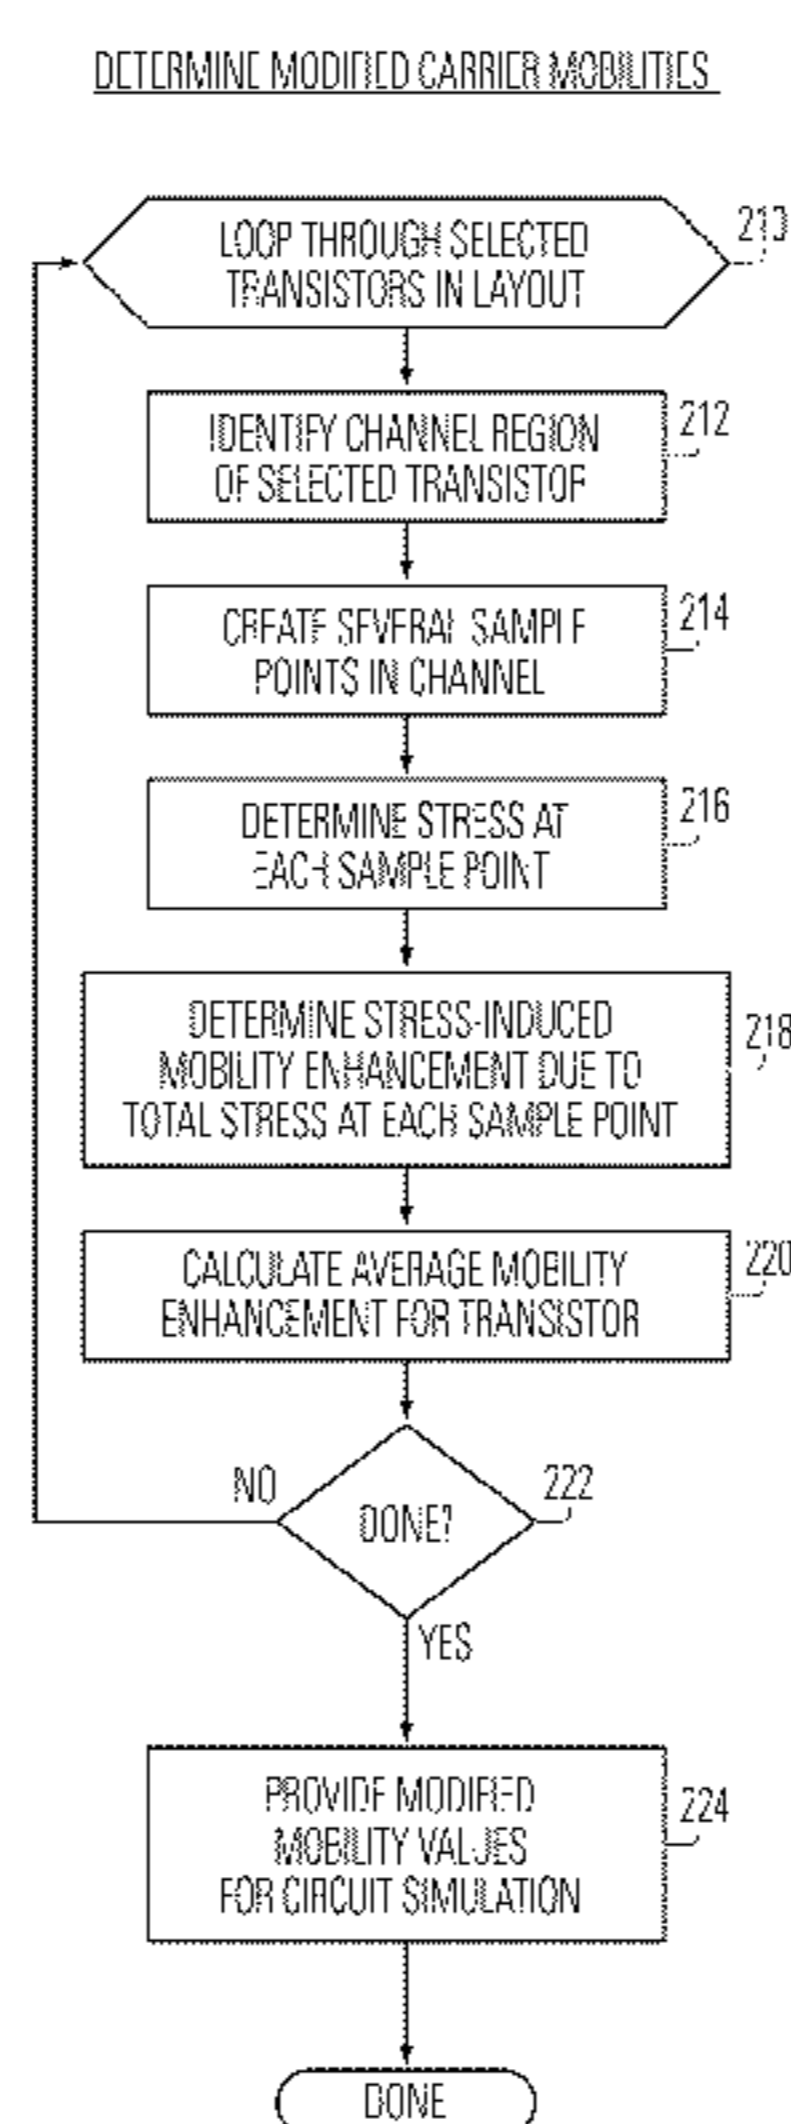 DETERMINE MODIFIED CARRIER MOBILITIES
LOOP THROUGH SELECTED
TRANSISTORS IN LAYOUT
210
IDENTIFY CHANNEL REGION
OF SELECTED TRANSISTOR
212
CREATE SEVERAL SAMPLE
POINTS IN CHANNEL
214
DETERMINE STRESS AT
EACH SAMPLE POINT
216
DETERMINE STRESS-INDUCED
MOBILITY ENHANCEMENT DUE TO
TOTAL STRESS AT EACH SAMPLE POINT
218
CALCULATE AVERAGE MOBILITY
ENHANCEMENT FOR TRANSISTOR
220
NO
DONE?
222
YES
PROVIDE MODIFIED
MOBILITY VALUES
FOR CIRCUIT SIMULATION
224
DONE